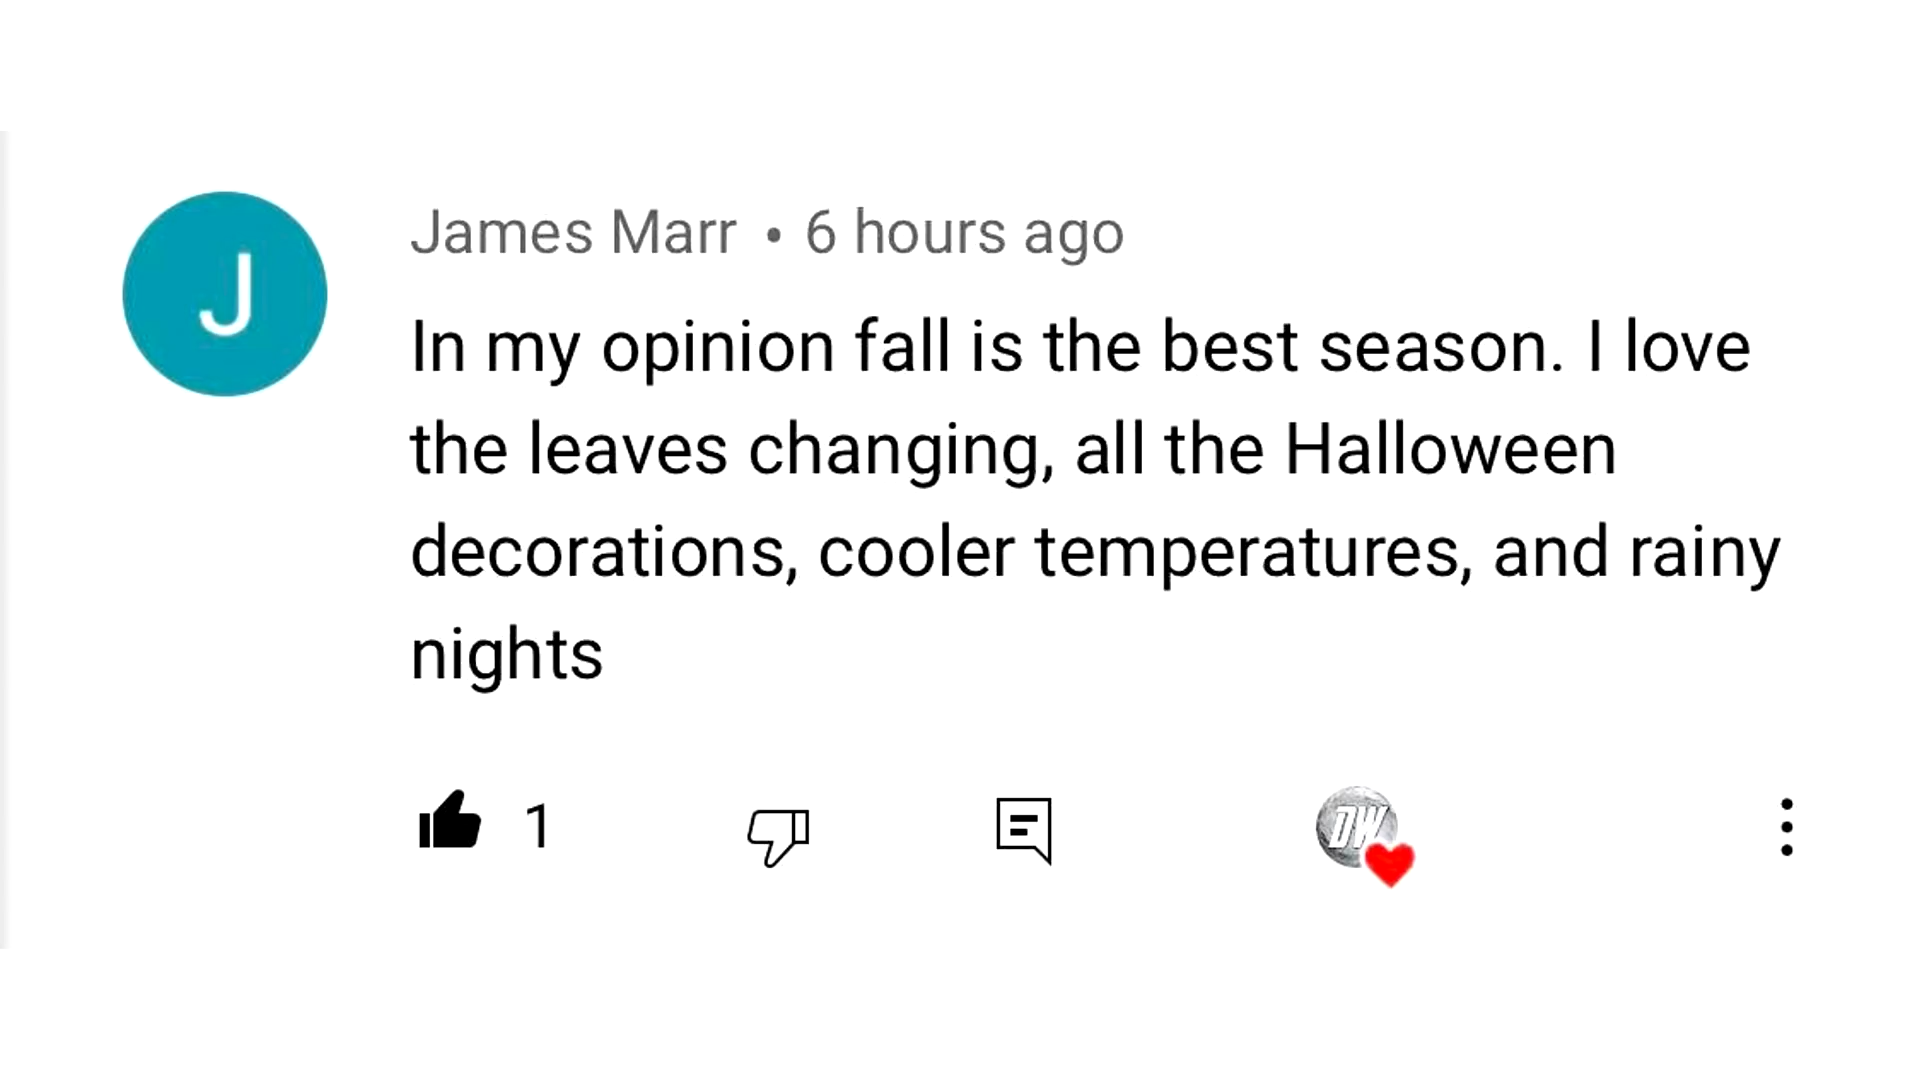 J
James Marr • 6 hours ago
In my opinion fall is the best season. I love
the leaves changing, all the Halloween
decorations, cooler temperatures, and rainy
nights
1
DW